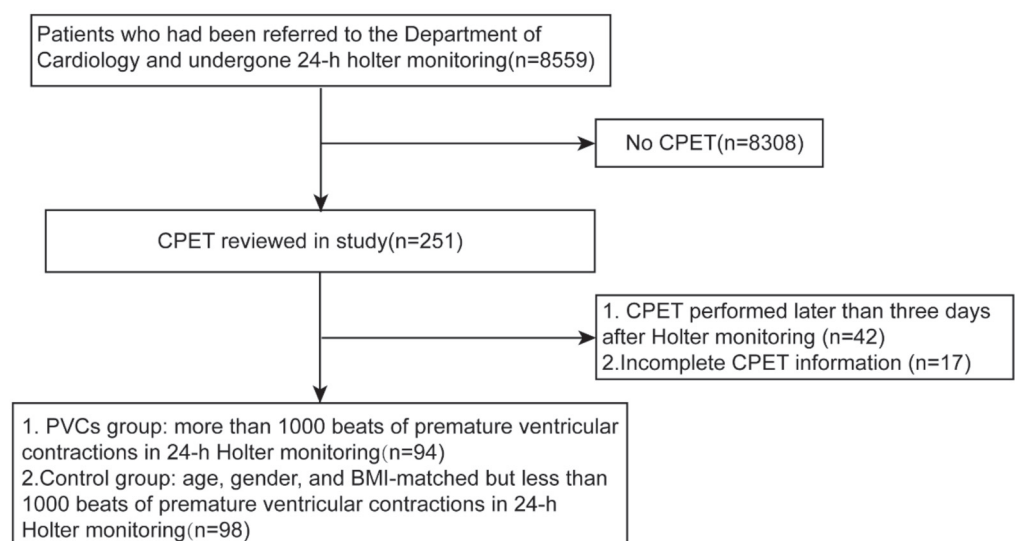 Patients who had been referred to the Department of
Cardiology and undergone 24-h holter monitoring(n=8559)
No CPET(n=8308)
CPET reviewed in study(n=251)
1. CPET performed later than three days
after Holter monitoring (n=42)
2.Incomplete CPET information (n=17)
1. PVCs group: more than 1000 beats of premature ventricular
contractions in 24-h Holter monitoring(n=94)
2.Control group: age, gender, and BMI-matched but less than
1000 beats of premature ventricular contractions in 24-h
Holter monitoring(n=98)